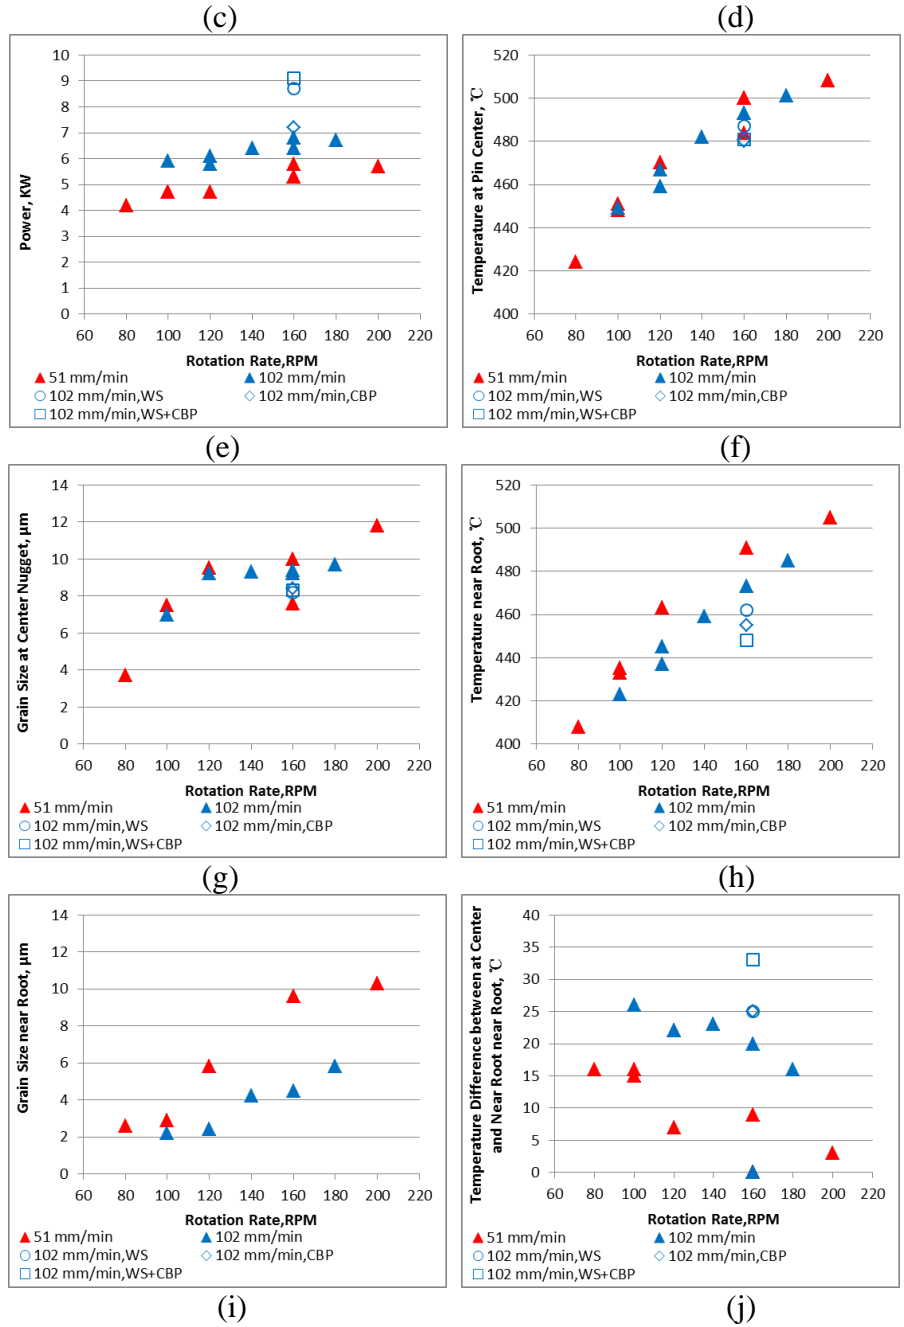 (c)
(d)
Power, KW
10
9
8
7
6
5
4
3
2
1
0
60 80 100 120 140 160 180 200 220
Rotation Rate,RPM
51 mm/min
102 mm/min
102 mm/min,WS
102 mm/min,CBP
102 mm/min,WS+CBP
Temperature at Pin Center, ℃
520
500
480
460
440
420
400
60 80 100 120 140 160 180 200 220
Rotation Rate,RPM
51 mm/min
102 mm/min
102 mm/min,WS
102 mm/min,CBP
102 mm/min,WS+CBP
(e)
(f)
Grain Size at Center Nugget, μm
14
12
10
8
6
4
2
0
60 80 100 120 140 160 180 200 220
Rotation Rate,RPM
51 mm/min
102 mm/min
102 mm/min,WS
102 mm/min,CBP
102 mm/min,WS+CBP
Temperature near Root, ℃
520
500
480
460
440
420
400
60 80 100 120 140 160 180 200 220
Rotation Rate,RPM
51 mm/min
102 mm/min
102 mm/min,WS
102 mm/min,CBP
102 mm/min,WS+CBP
(g)
(h)
Grain Size near Root, μm
14
12
10
8
6
4
2
0
60 80 100 120 140 160 180 200 220
Rotation Rate,RPM
51 mm/min
102 mm/min
102 mm/min,WS
102 mm/min,CBP
102 mm/min,WS+CBP
Temperature Difference between at Center
and Near Root near Root, ℃
40
35
30
25
20
15
10
5
0
60 80 100 120 140 160 180 200 220
Rotation Rate,RPM
51 mm/min
102 mm/min
102 mm/min,WS
102 mm/min,CBP
102 mm/min,WS+CBP
(i)
(j)